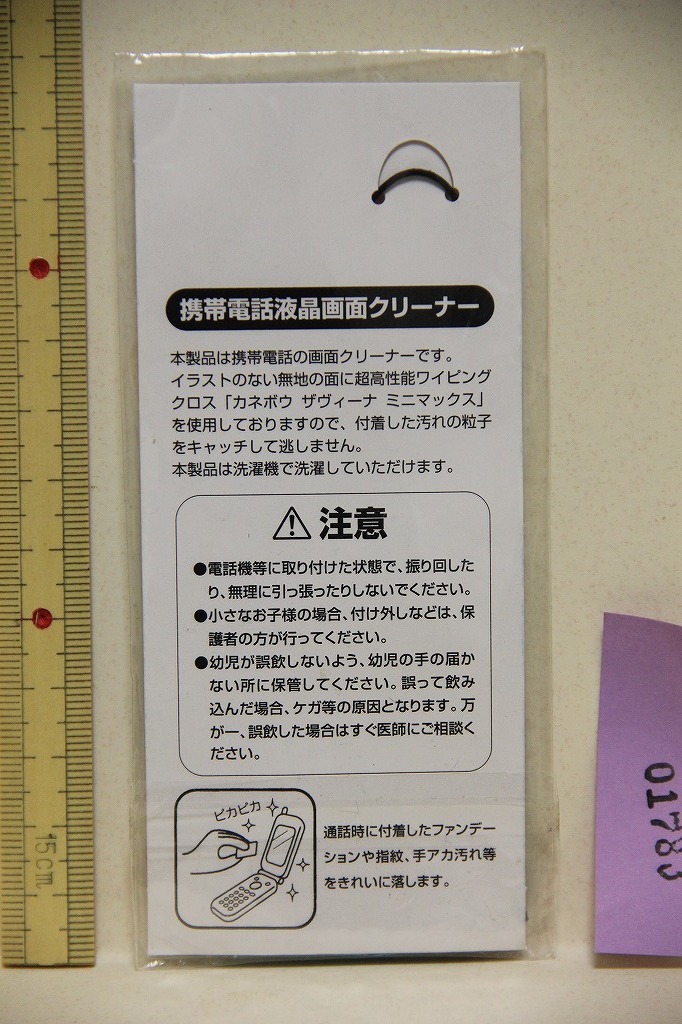 携帯電話液晶画面クリーナー
本製品は携帯電話の画面クリーナーです。
イラストのない無地の面に超高性能ワイピング
クロス「カネボウ ザヴィーナ ミニマックス」
を使用しておりますので、付着した汚れの粒子
をキャッチして逃しません。
本製品は洗濯機で洗濯していただけます。
注意
●電話機等に取り付けた状態で、振り回した
り、無理に引っ張ったりしないでください。
●小さなお子様の場合、付け外しなどは、保
護者の方が行ってください。
●幼児が誤飲しないよう、幼児の手の届か
ない所に保管してください。誤って飲み
込んだ場合、ケガ等の原因となります。万
が一、誤飲した場合はすぐ医師にご相談く
ださい。
ピカピカ
通話時に付着したファンデー
ションや指紋、手アカ汚れ等
をきれいに落します。
15cm
01783